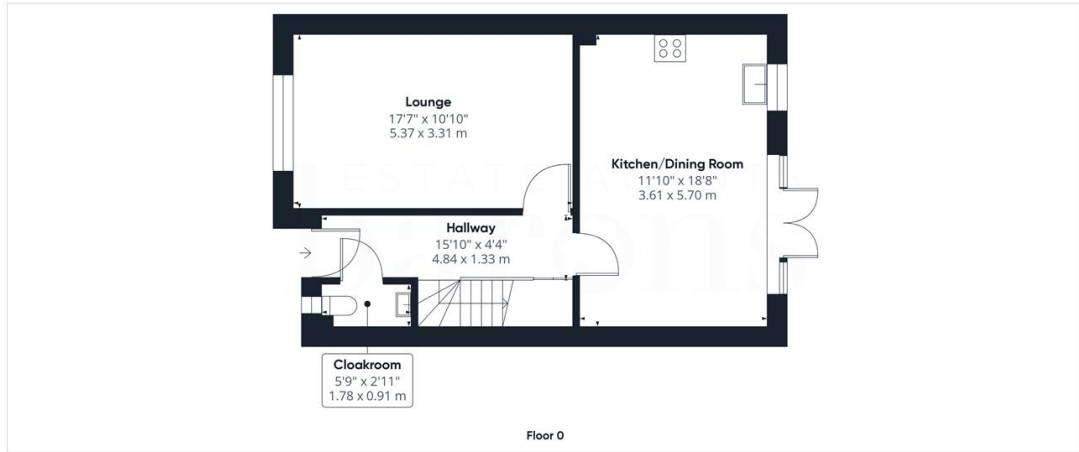 Lounge
17'7" x 10'10"
5.37 x 3.31 m
Kitchen/Dining Room
11'10" x 18'8"
3.61 x 5.70 m
Hallway
15'10" x 4'4"
4.84 x 1.33 m
Cloakroom
5'9" x 2'11"
1.78 x 0.91 m
Floor 0